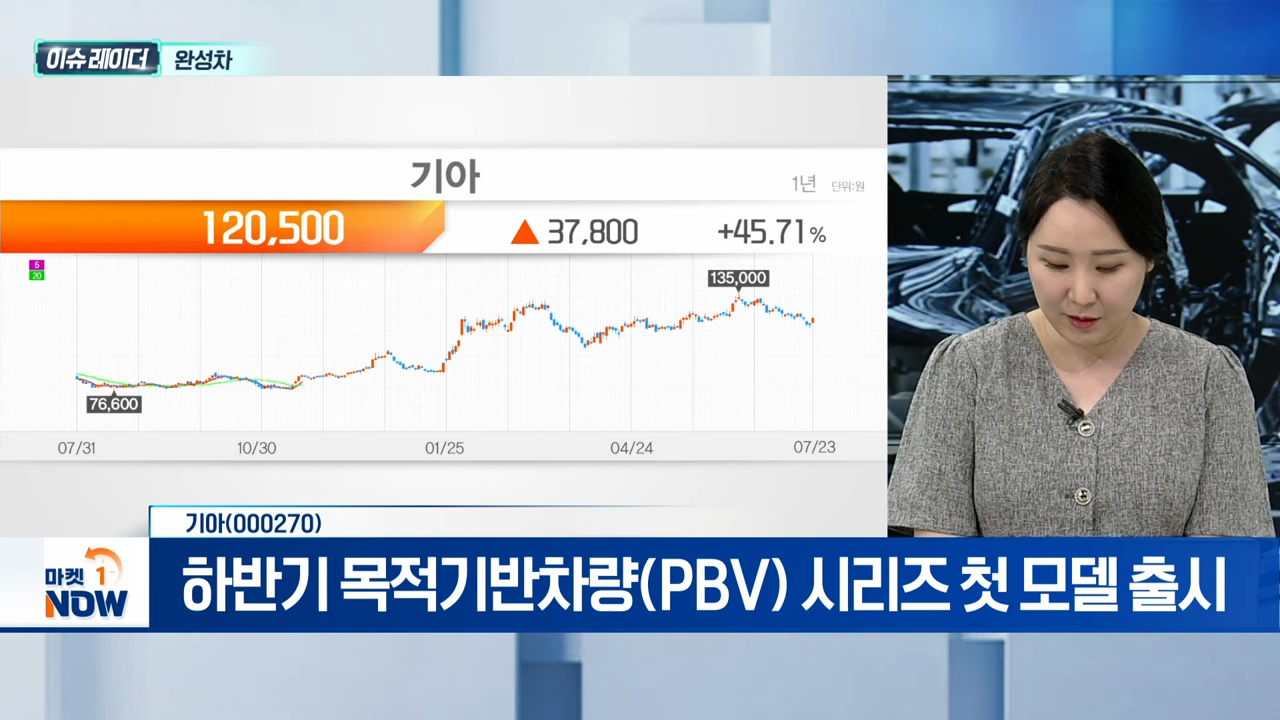 이슈 레이더 완성차
기아
1년 단위:원
120,500 ▲ 37,800 +45.71%
5
20
135,000
76,600
07/31 10/30 01/25 04/24 07/23
기아(000270)
마켓 1
NOW
하반기 목적기반차량(PBV) 시리즈 첫 모델 출시